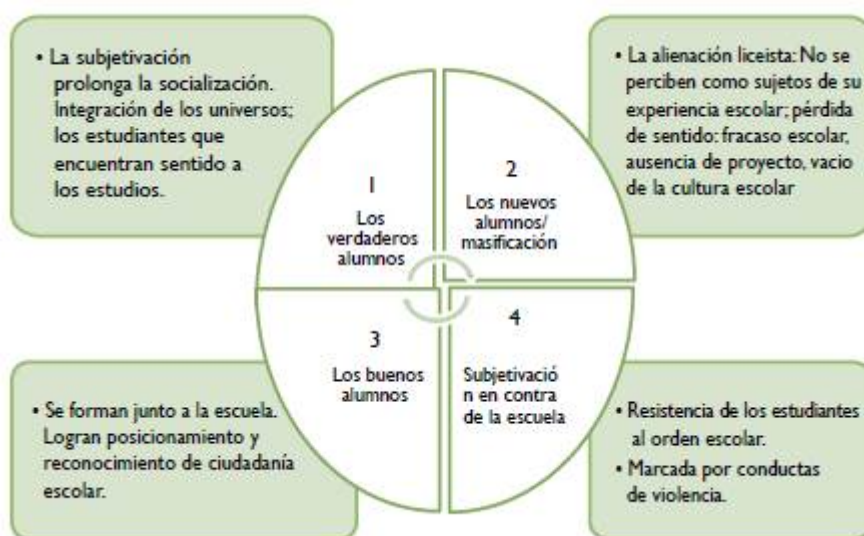 • La subjetivación
prolonga la socialización.
Integración de los universos;
los estudiantes que
encuentran sentido a
los estudios.
• La alienación liceista: No se
perciben como sujetos de su
experiencia escolar; pérdida
de sentido: fracaso escolar,
ausencia de proyecto, vacio
de la cultura escolar
1
Los
verdaderos
alumnos
2
Los nuevos
alumnos/
masificación
3
Los buenos
alumnos
4
Subjetivació
n en contra
de la escuela
• Se forman junto a la escuela.
Logran posicionamiento y
reconocimiento de ciudadanía
escolar.
• Resistencia de los estudiantes
al orden escolar.
• Marcada por conductas
de violencia.